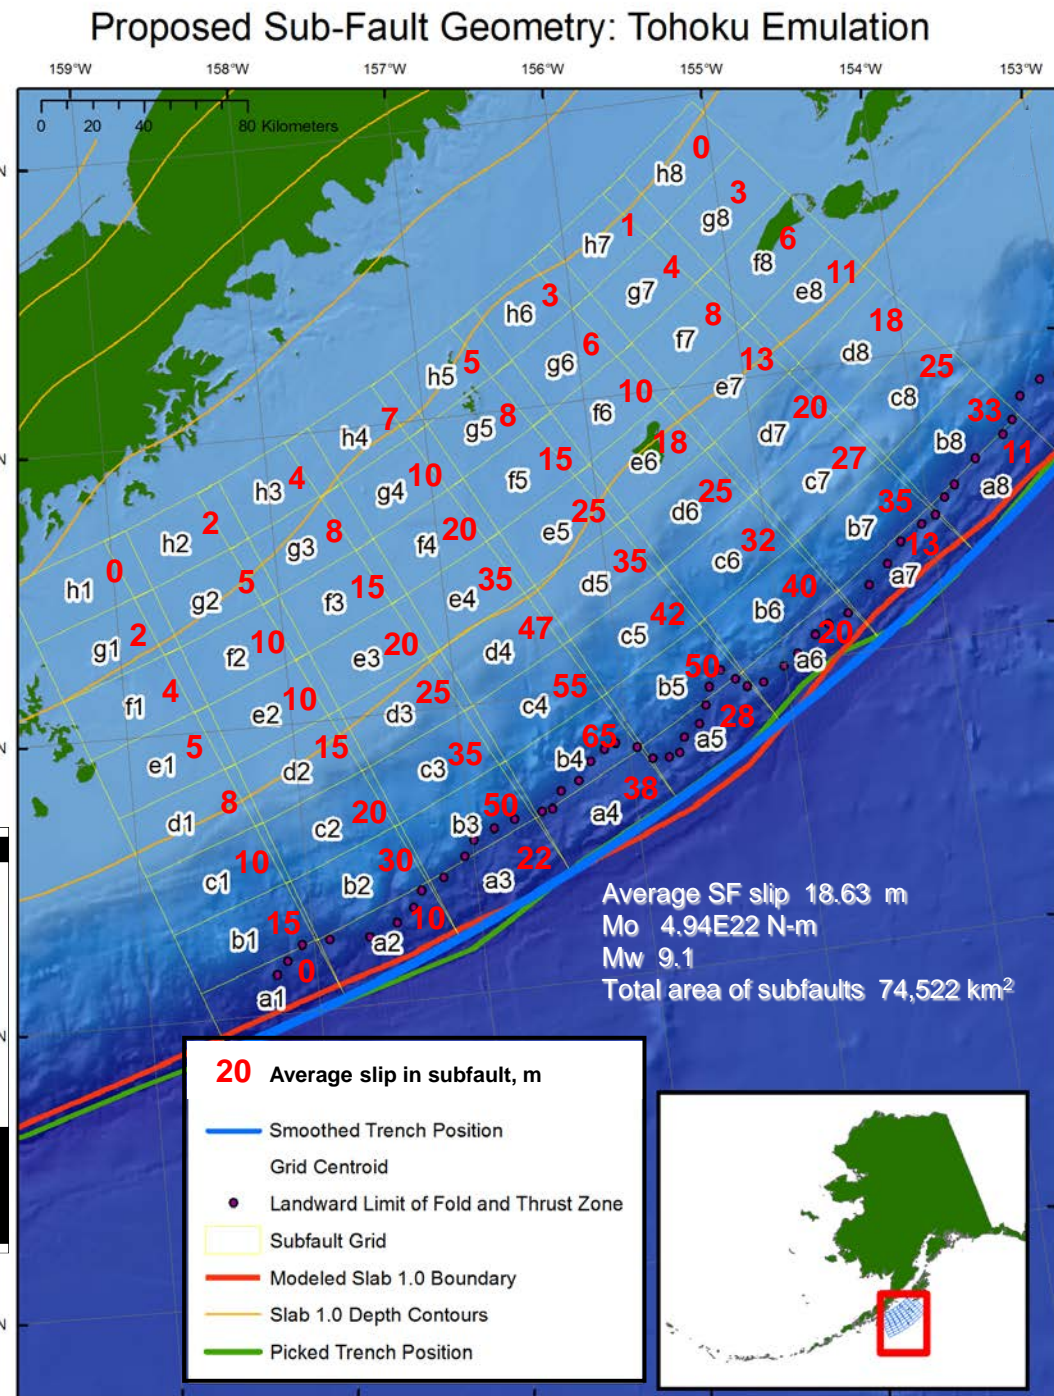 Proposed Sub-Fault Geometry: Tohoku Emulation
159°W 158°W 157°W 156°W 155°W 154°W 153°W
0 20 40 80 Kilometers
h8 0
g8 3
f8 6
e8 11
d8 18
c8 25
b8 33
a8 11
h7 1
g7 4
f7 8
e7 13
d7 20
c7 27
b7 35
a7 13
h6 3
g6 6
f6 10
e6 18
d6 25
c6 32
b6 40
a6 20
h5 5
g5 8
f5 15
e5 25
d5 35
c5 42
b5 50
a5 28
h4 7
g4 10
f4 20
e4 35
d4 47
c4 55
b4 65
a4 38
h3 4
g3 8
f3 15
e3 20
d3 25
c3 35
b3 50
a3 22
h2 2
g2 5
f2 10
e2 10
d2 15
c2 20
b2 30
a2 10
h1 0
g1 2
f1 4
e1 5
d1 8
c1 10
b1 15
a1 0
N
N
N
N
N
Average SF slip 18.63 m
Mo 4.94E22 N-m
Mw 9.1
Total area of subfaults 74,522 km²
20 Average slip in subfault, m
Smoothed Trench Position
Grid Centroid
Landward Limit of Fold and Thrust Zone
Subfault Grid
Modeled Slab 1.0 Boundary
Slab 1.0 Depth Contours
Picked Trench Position